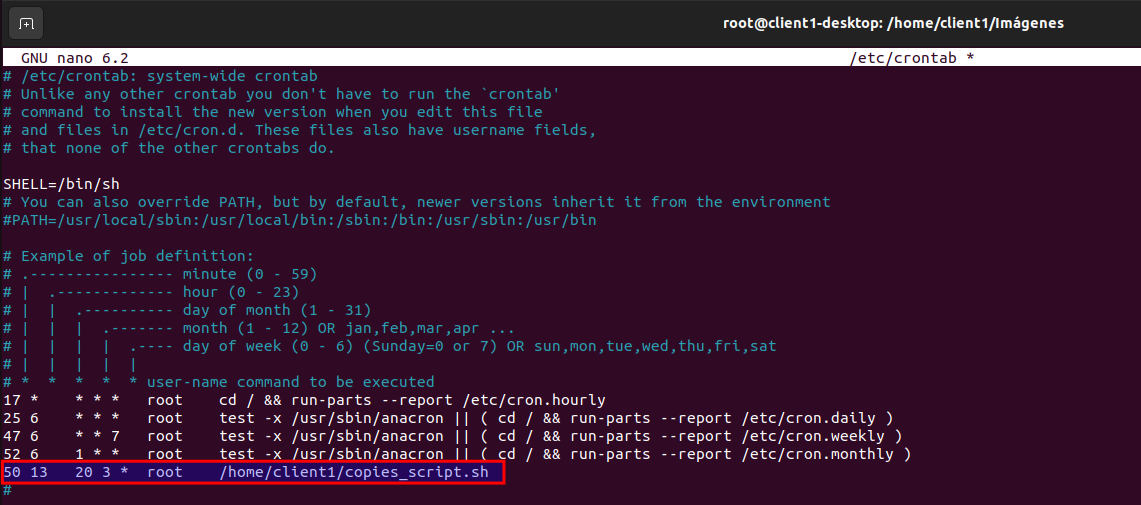 root@client1-desktop: /home/client1/Imágenes
GNU nano 6.2 /etc/crontab *
# /etc/crontab: system-wide crontab
# Unlike any other crontab you don't have to run the `crontab'
# command to install the new version when you edit this file
# and files in /etc/cron.d. These files also have username fields,
# that none of the other crontabs do.
SHELL=/bin/sh
# You can also override PATH, but by default, newer versions inherit it from the environment
#PATH=/usr/local/sbin:/usr/local/bin:/sbin:/bin:/usr/sbin:/usr/bin
# Example of job definition:
# .---------------- minute (0 - 59)
# |  .------------- hour (0 - 23)
# |  |  .---------- day of month (1 - 31)
# |  |  |  .------- month (1 - 12) OR jan,feb,mar,apr ...
# |  |  |  |  .---- day of week (0 - 6) (Sunday=0 or 7) OR sun,mon,tue,wed,thu,fri,sat
# |  |  |  |  |
# *  *  *  *  * user-name command to be executed
17 *    * * *   root    cd / && run-parts --report /etc/cron.hourly
25 6    * * *   root    test -x /usr/sbin/anacron || ( cd / && run-parts --report /etc/cron.daily )
47 6    * * 7   root    test -x /usr/sbin/anacron || ( cd / && run-parts --report /etc/cron.weekly )
52 6    1 * *   root    test -x /usr/sbin/anacron || ( cd / && run-parts --report /etc/cron.monthly )
50 13   20 3 *  root    /home/client1/copies_script.sh
#